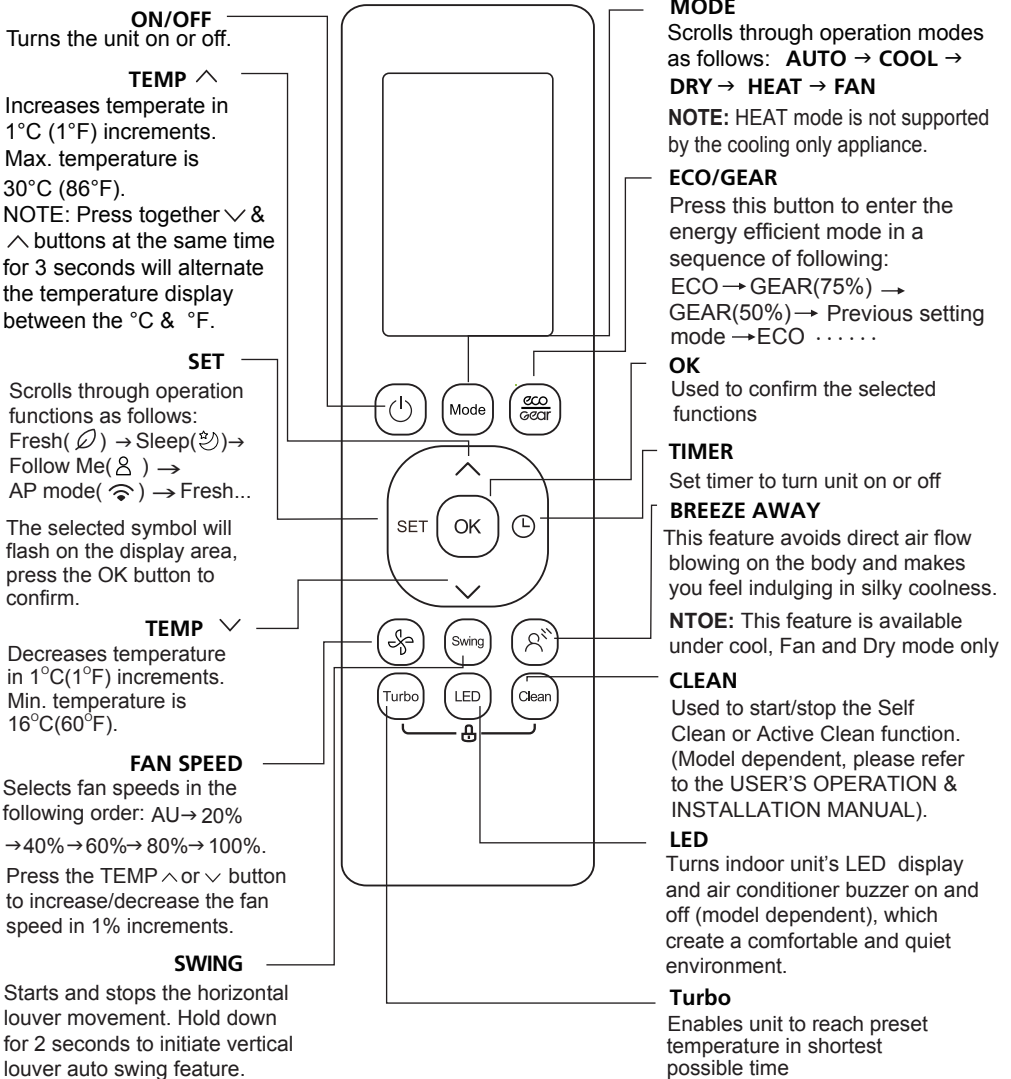 ON/OFF
Turns the unit on or off.
TEMP ︿
Increases temperate in
1°C (1°F) increments.
Max. temperature is
30°C (86°F).
NOTE: Press together ﹀ &
︿ buttons at the same time
for 3 seconds will alternate
the temperature display
between the °C & °F.
SET
Scrolls through operation
functions as follows:
Fresh( ) → Sleep( ) →
Follow Me( ) →
AP mode( ) → Fresh...
The selected symbol will
flash on the display area,
press the OK button to
confirm.
TEMP ﹀
Decreases temperature
in 1°C(1°F) increments.
Min. temperature is
16°C(60°F).
FAN SPEED
Selects fan speeds in the
following order: AU→ 20%
→40%→60%→ 80%→ 100%.
Press the TEMP ︿ or ﹀ button
to increase/decrease the fan
speed in 1% increments.
SWING
Starts and stops the horizontal
louver movement. Hold down
for 2 seconds to initiate vertical
louver auto swing feature.
Mode
eco
Gear
SET
OK
Swing
Turbo
LED
Clean
MODE
Scrolls through operation modes
as follows: AUTO → COOL →
DRY → HEAT → FAN
NOTE: HEAT mode is not supported
by the cooling only appliance.
ECO/GEAR
Press this button to enter the
energy efficient mode in a
sequence of following:
ECO → GEAR(75%) →
GEAR(50%) → Previous setting
mode → ECO ······
OK
Used to confirm the selected
functions
TIMER
Set timer to turn unit on or off
BREEZE AWAY
This feature avoids direct air flow
blowing on the body and makes
you feel indulging in silky coolness.
NTOE: This feature is available
under cool, Fan and Dry mode only
CLEAN
Used to start/stop the Self
Clean or Active Clean function.
(Model dependent, please refer
to the USER'S OPERATION &
INSTALLATION MANUAL).
LED
Turns indoor unit's LED display
and air conditioner buzzer on and
off (model dependent), which
create a comfortable and quiet
environment.
Turbo
Enables unit to reach preset
temperature in shortest
possible time